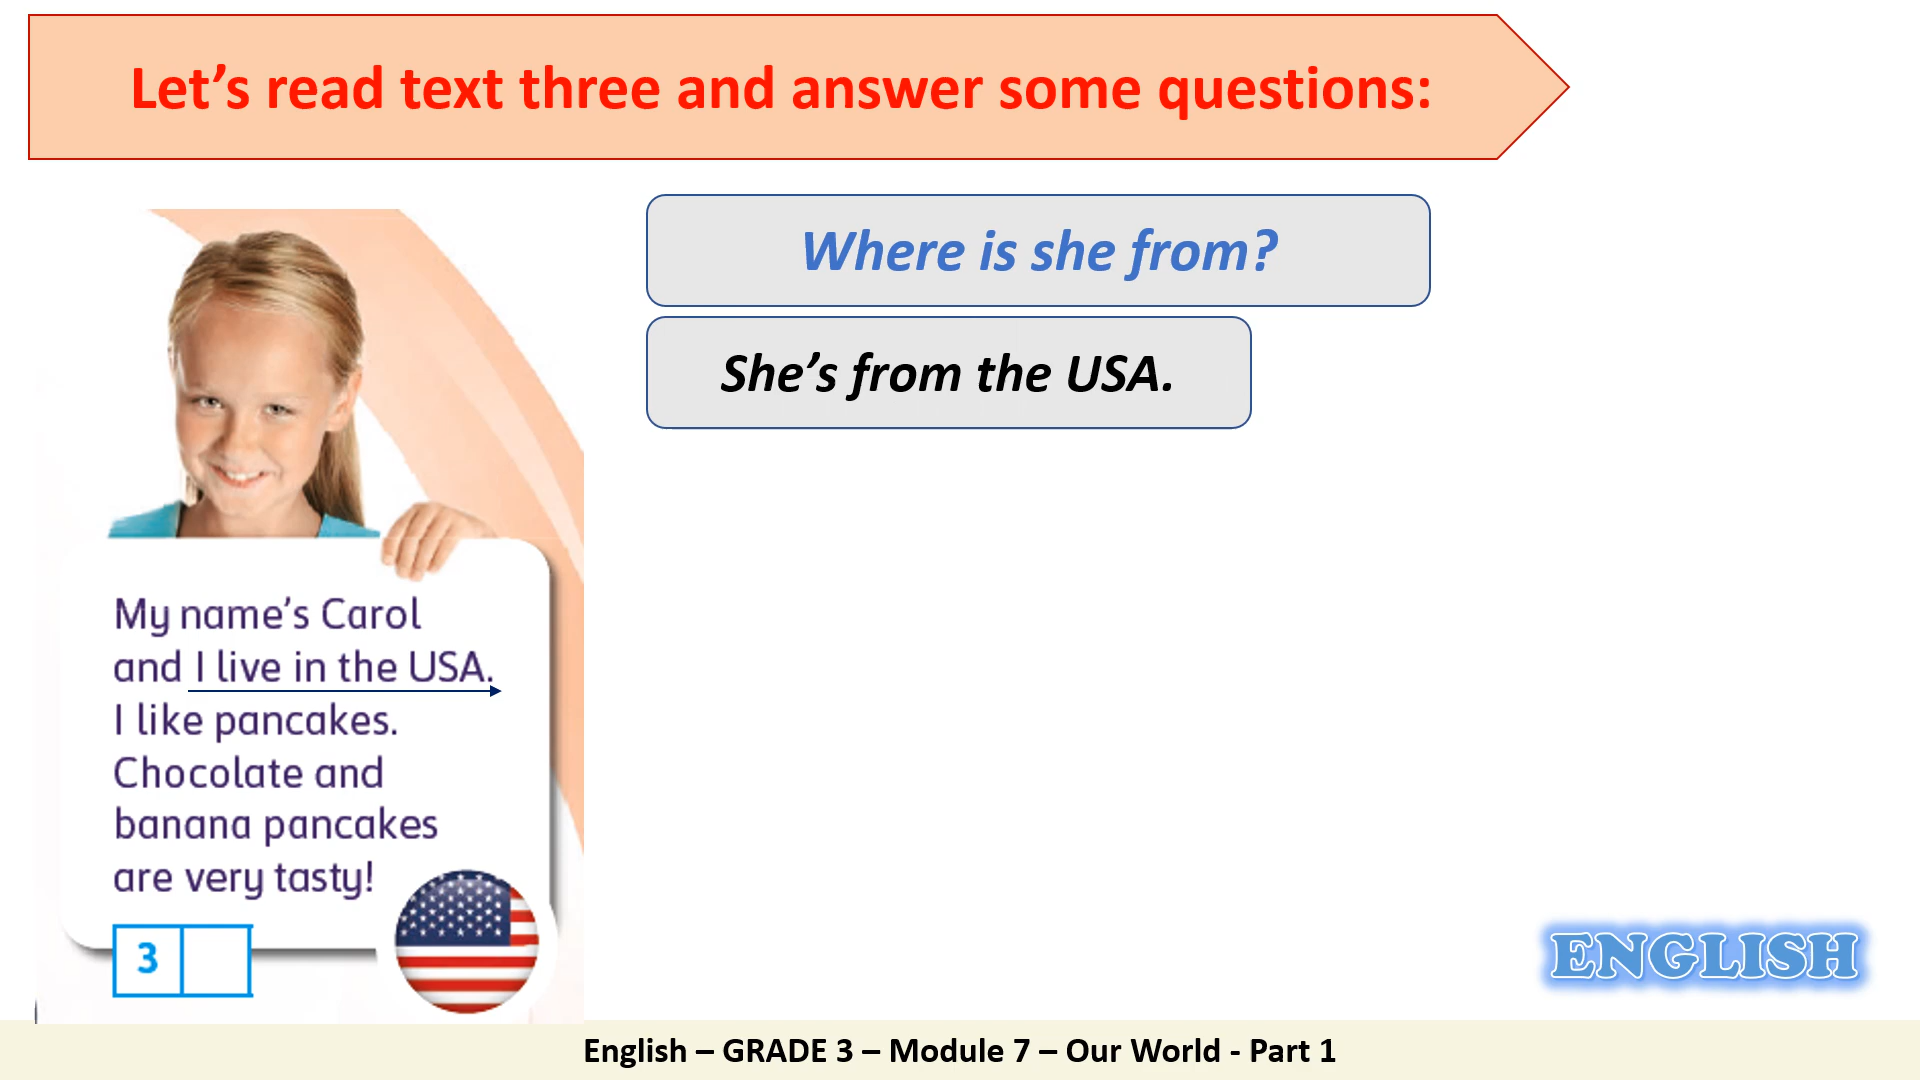 Let’s read text three and answer some questions:
Where is she from?
She’s from the USA.
My name’s Carol
and I live in the USA.
I like pancakes.
Chocolate and
banana pancakes
are very tasty!
3
ENGLISH
English – GRADE 3 – Module 7 – Our World - Part 1